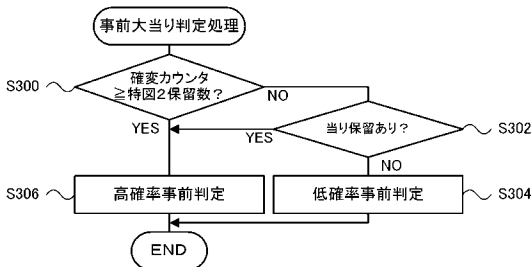 事前大当り判定処理
S300
確変カウンタ
≧特図2保留数?
NO
YES
YES
当り保留あり?
S302
NO
S306
高確率事前判定
低確率事前判定
S304
END